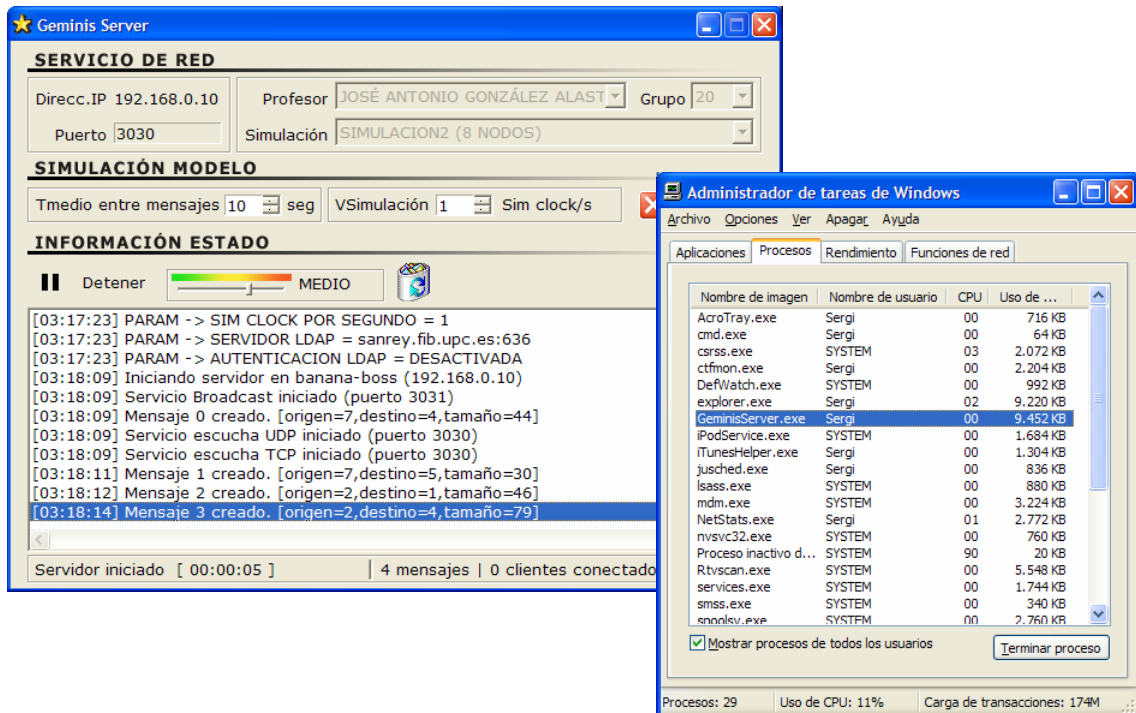 Geminis Server
SERVICIO DE RED
Direcc.IP 192.168.0.10
Profesor JOSÉ ANTONIO GONZÁLEZ ALAST Grupo 20
Puerto 3030
Simulación SIMULACION2 (8 NODOS)
SIMULACIÓN MODELO
Tmedio entre mensajes 10 seg VSimulación 1 Sim clock/s
INFORMACIÓN ESTADO
Detener MEDIO
[03:17:23] PARAM -> SIM CLOCK POR SEGUNDO = 1
[03:17:23] PARAM -> SERVIDOR LDAP = sanrey.fib.upc.es:636
[03:17:23] PARAM -> AUTENTICACION LDAP = DESACTIVADA
[03:18:09] Iniciando servidor en banana-boss (192.168.0.10)
[03:18:09] Servicio Broadcast iniciado (puerto 3031)
[03:18:09] Mensaje 0 creado. [origen=7,destino=4,tamaño=44]
[03:18:09] Servicio escucha UDP iniciado (puerto 3030)
[03:18:09] Servicio escucha TCP iniciado (puerto 3030)
[03:18:11] Mensaje 1 creado. [origen=7,destino=5,tamaño=30]
[03:18:12] Mensaje 2 creado. [origen=2,destino=1,tamaño=46]
[03:18:14] Mensaje 3 creado. [origen=2,destino=4,tamaño=79]
Servidor iniciado [ 00:00:05 ] | 4 mensajes | 0 clientes conectado
Administrador de tareas de Windows
Archivo Opciones Ver Apagar Ayuda
Aplicaciones Procesos Rendimiento Funciones de red
Nombre de imagen Nombre de usuario CPU Uso de ...
AcroTray.exe Sergi 00 716 KB
cmd.exe Sergi 00 64 KB
csrss.exe SYSTEM 03 2.072 KB
ctfmon.exe Sergi 00 2.204 KB
DefWatch.exe SYSTEM 00 992 KB
explorer.exe Sergi 02 9.220 KB
GeminisServer.exe Sergi 00 9.452 KB
iPodService.exe SYSTEM 00 1.684 KB
iTunesHelper.exe Sergi 00 1.304 KB
jusched.exe Sergi 00 836 KB
lsass.exe SYSTEM 00 880 KB
mdm.exe SYSTEM 00 3.224 KB
NetStats.exe Sergi 01 2.772 KB
nvsvc32.exe SYSTEM 00 760 KB
Proceso inactivo d... SYSTEM 90 20 KB
Rtvscan.exe SYSTEM 00 5.548 KB
services.exe SYSTEM 00 1.744 KB
smss.exe SYSTEM 00 340 KB
spoolsv.exe SYSTEM 00 2.760 KB
Mostrar procesos de todos los usuarios
Terminar proceso
Procesos: 29 Uso de CPU: 11% Carga de transacciones: 174M